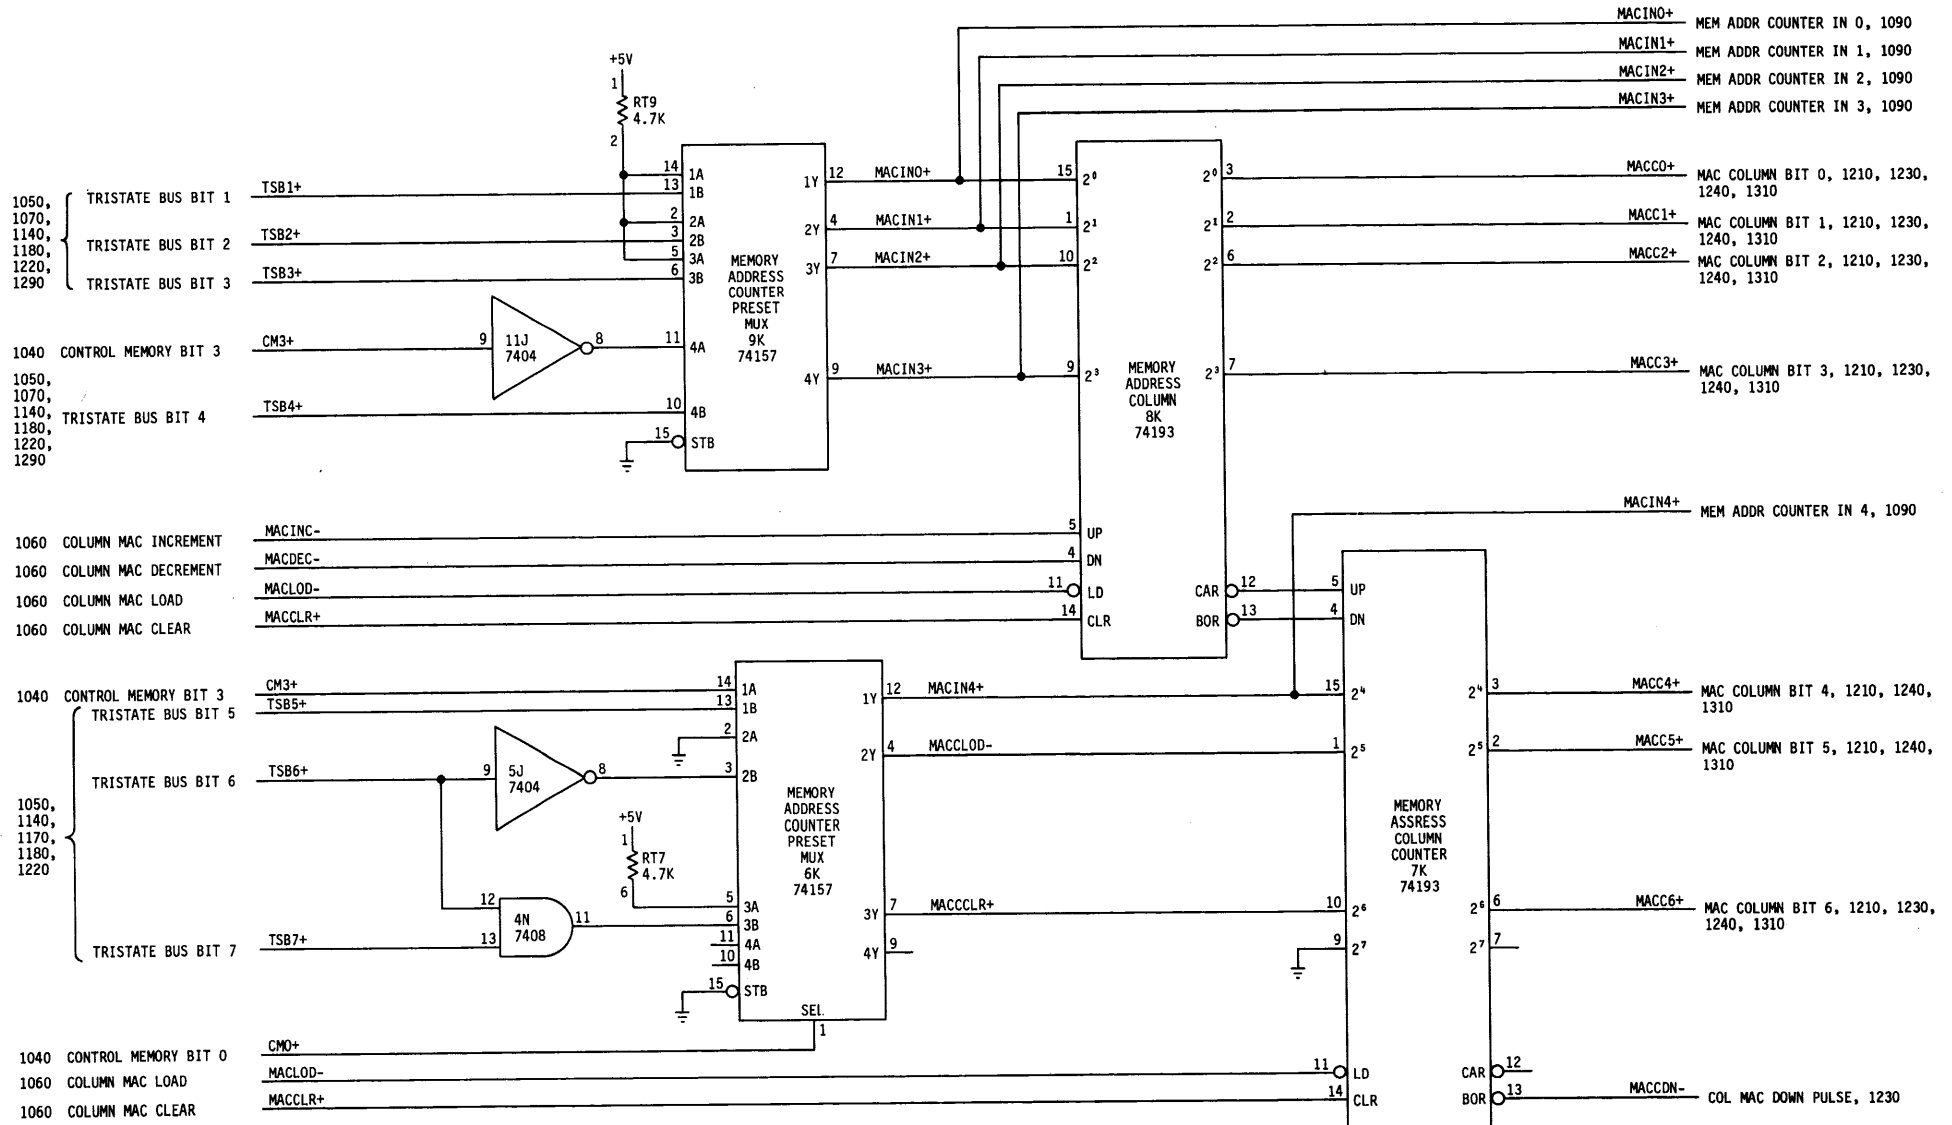 MACIN0+ MEM ADDR COUNTER IN 0, 1090
MACIN1+ MEM ADDR COUNTER IN 1, 1090
MACIN2+ MEM ADDR COUNTER IN 2, 1090
MACIN3+ MEM ADDR COUNTER IN 3, 1090
+5V
1
RT9
4.7K
2
1050,
1070,
1140,
1180,
1220,
1290
TRISTATE BUS BIT 1 TSB1+
TRISTATE BUS BIT 2 TSB2+
TRISTATE BUS BIT 3 TSB3+
14 1A
13 1B
2 2A
3 2B
5 3A
6 3B
1040 CONTROL MEMORY BIT 3 CM3+
9 11J 8
7404
11 4A
1050,
1070,
1140,
1180,
1220,
1290
TRISTATE BUS BIT 4 TSB4+
10 4B
15 STB
MEMORY
ADDRESS
COUNTER
PRESET
MUX
9K
74157
1Y 12 MACIN0+
2Y 4 MACIN1+
3Y 7 MACIN2+
4Y 9 MACIN3+
15 2⁰
1 2¹
10 2²
9 2³
MEMORY
ADDRESS
COLUMN
8K
74193
2⁰ 3 MACC0+ MAC COLUMN BIT 0, 1210, 1230,
1240, 1310
2¹ 2 MACC1+ MAC COLUMN BIT 1, 1210, 1230,
1240, 1310
2² 6 MACC2+ MAC COLUMN BIT 2, 1210, 1230,
1240, 1310
2³ 7 MACC3+ MAC COLUMN BIT 3, 1210, 1230,
1240, 1310
1060 COLUMN MAC INCREMENT MACINC- 5 UP
1060 COLUMN MAC DECREMENT MACDEC- 4 DN
1060 COLUMN MAC LOAD MACLOD- 11 LD
1060 COLUMN MAC CLEAR MACCLR+ 14 CLR
CAR 12
BOR 13
MACIN4+ MEM ADDR COUNTER IN 4, 1090
5 UP
4 DN
1040 CONTROL MEMORY BIT 3 CM3+ 14 1A
TRISTATE BUS BIT 5 TSB5+ 13 1B
2 2A
TRISTATE BUS BIT 6 TSB6+
9 5J 8
7404
3 2B
1050,
1140,
1170,
1180,
1220
+5V
1
RT7
4.7K
6
5 3A
12 4N 11
7408
13
6 3B
TRISTATE BUS BIT 7 TSB7+
11 4A
10 4B
15 STB
MEMORY
ADDRESS
COUNTER
PRESET
MUX
6K
74157
SEL
1
1Y 12 MACIN4+
2Y 4 MACCLOD-
3Y 7 MACCCLR+
4Y 9
15 2⁴
1 2⁵
10 2⁶
9 2⁷
MEMORY
ASSRESS
COLUMN
COUNTER
7K
74193
2⁴ 3 MACC4+ MAC COLUMN BIT 4, 1210, 1240,
1310
2⁵ 2 MACC5+ MAC COLUMN BIT 5, 1210, 1240,
1310
2⁶ 6 MACC6+ MAC COLUMN BIT 6, 1210, 1230,
1240, 1310
2⁷ 7
1040 CONTROL MEMORY BIT 0 CM0+
1060 COLUMN MAC LOAD MACLOD- 11 LD
1060 COLUMN MAC CLEAR MACCLR+ 14 CLR
CAR 12
BOR 13 MACCDN- COL MAC DOWN PULSE, 1230